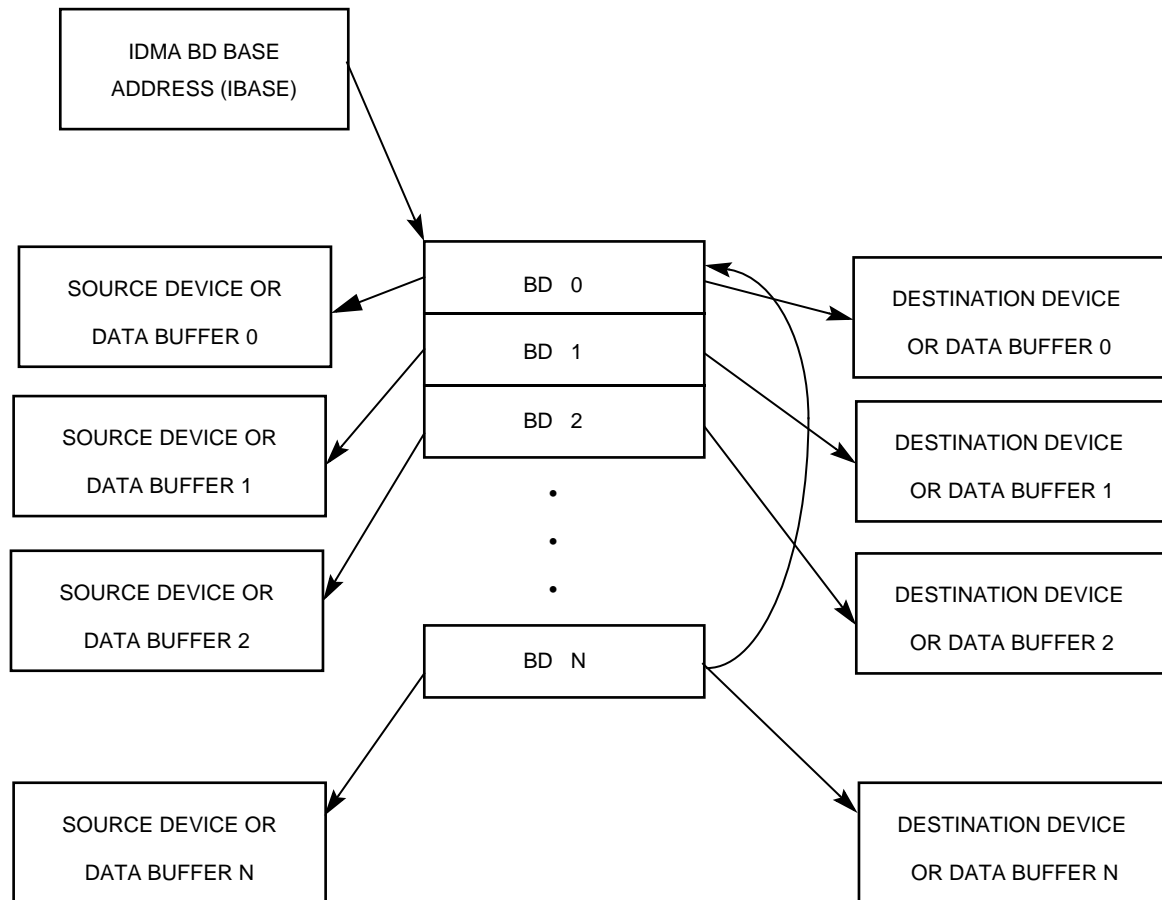 IDMA BD BASE
ADDRESS (IBASE)
SOURCE DEVICE OR
DATA BUFFER 0
BD 0
DESTINATION DEVICE
OR DATA BUFFER 0
SOURCE DEVICE OR
DATA BUFFER 1
BD 1
DESTINATION DEVICE
OR DATA BUFFER 1
BD 2
SOURCE DEVICE OR
DATA BUFFER 2
DESTINATION DEVICE
OR DATA BUFFER 2
BD N
SOURCE DEVICE OR
DATA BUFFER N
DESTINATION DEVICE
OR DATA BUFFER N